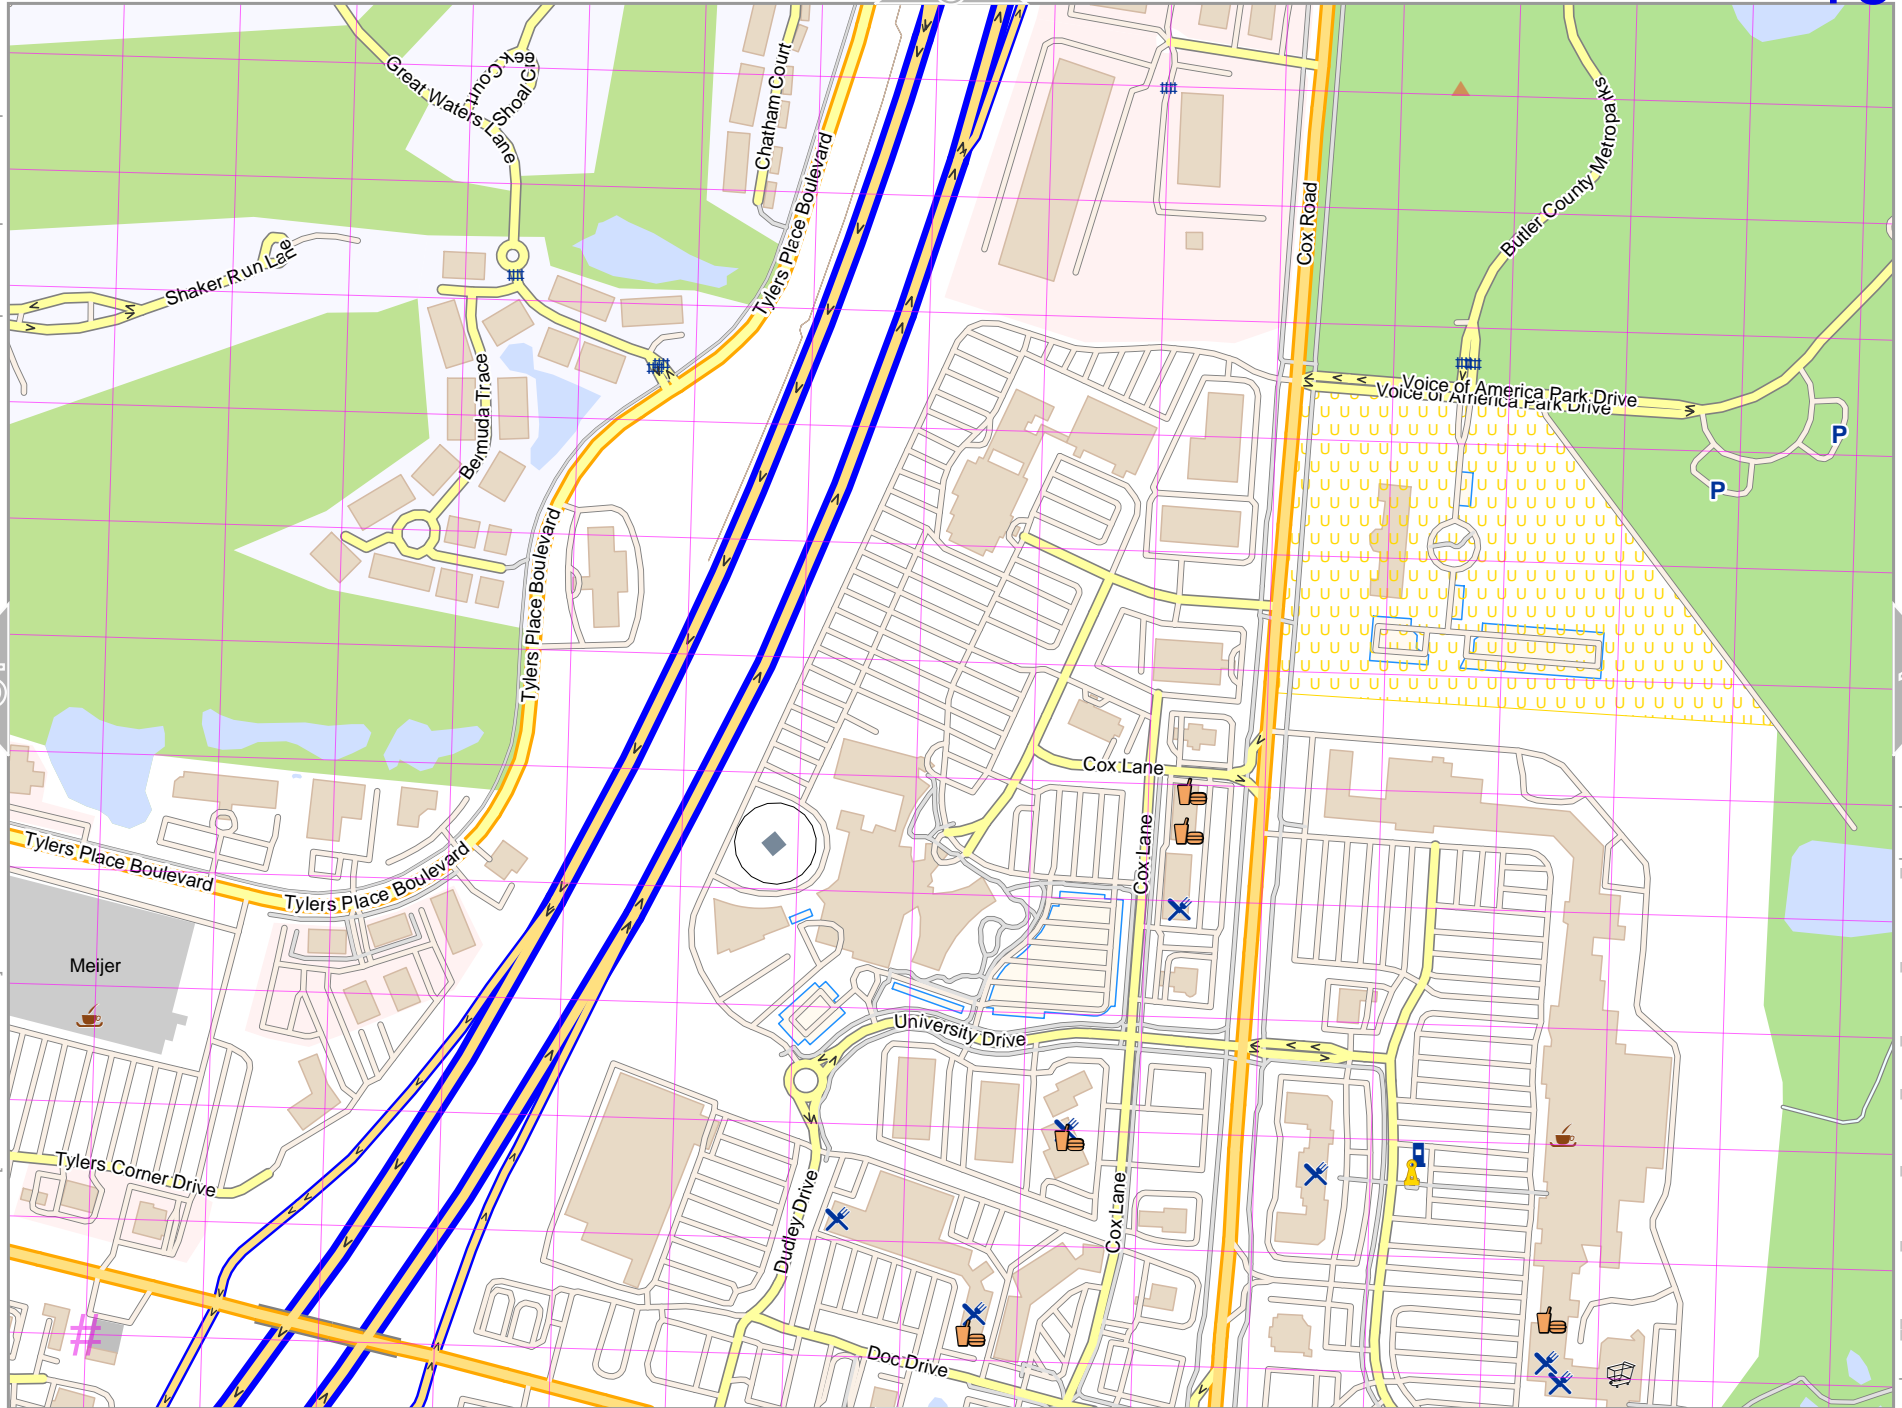 Great Waters Lane
Shoal Creek Court
Chatham Court
Tylers Place Boulevard
Cox Road
Butler County Metroparks
Shaker Run Lane
Bermuda Trace
Voice of America Park Drive
Voice of America Park Drive
P
P
Tylers Place Boulevard
Cox Lane
Cox Lane
Tylers Place Boulevard
Tylers Place Boulevard
Meijer
University Drive
Tylers Corner Drive
Dudley Drive
Cox Lane
Doc Drive
#